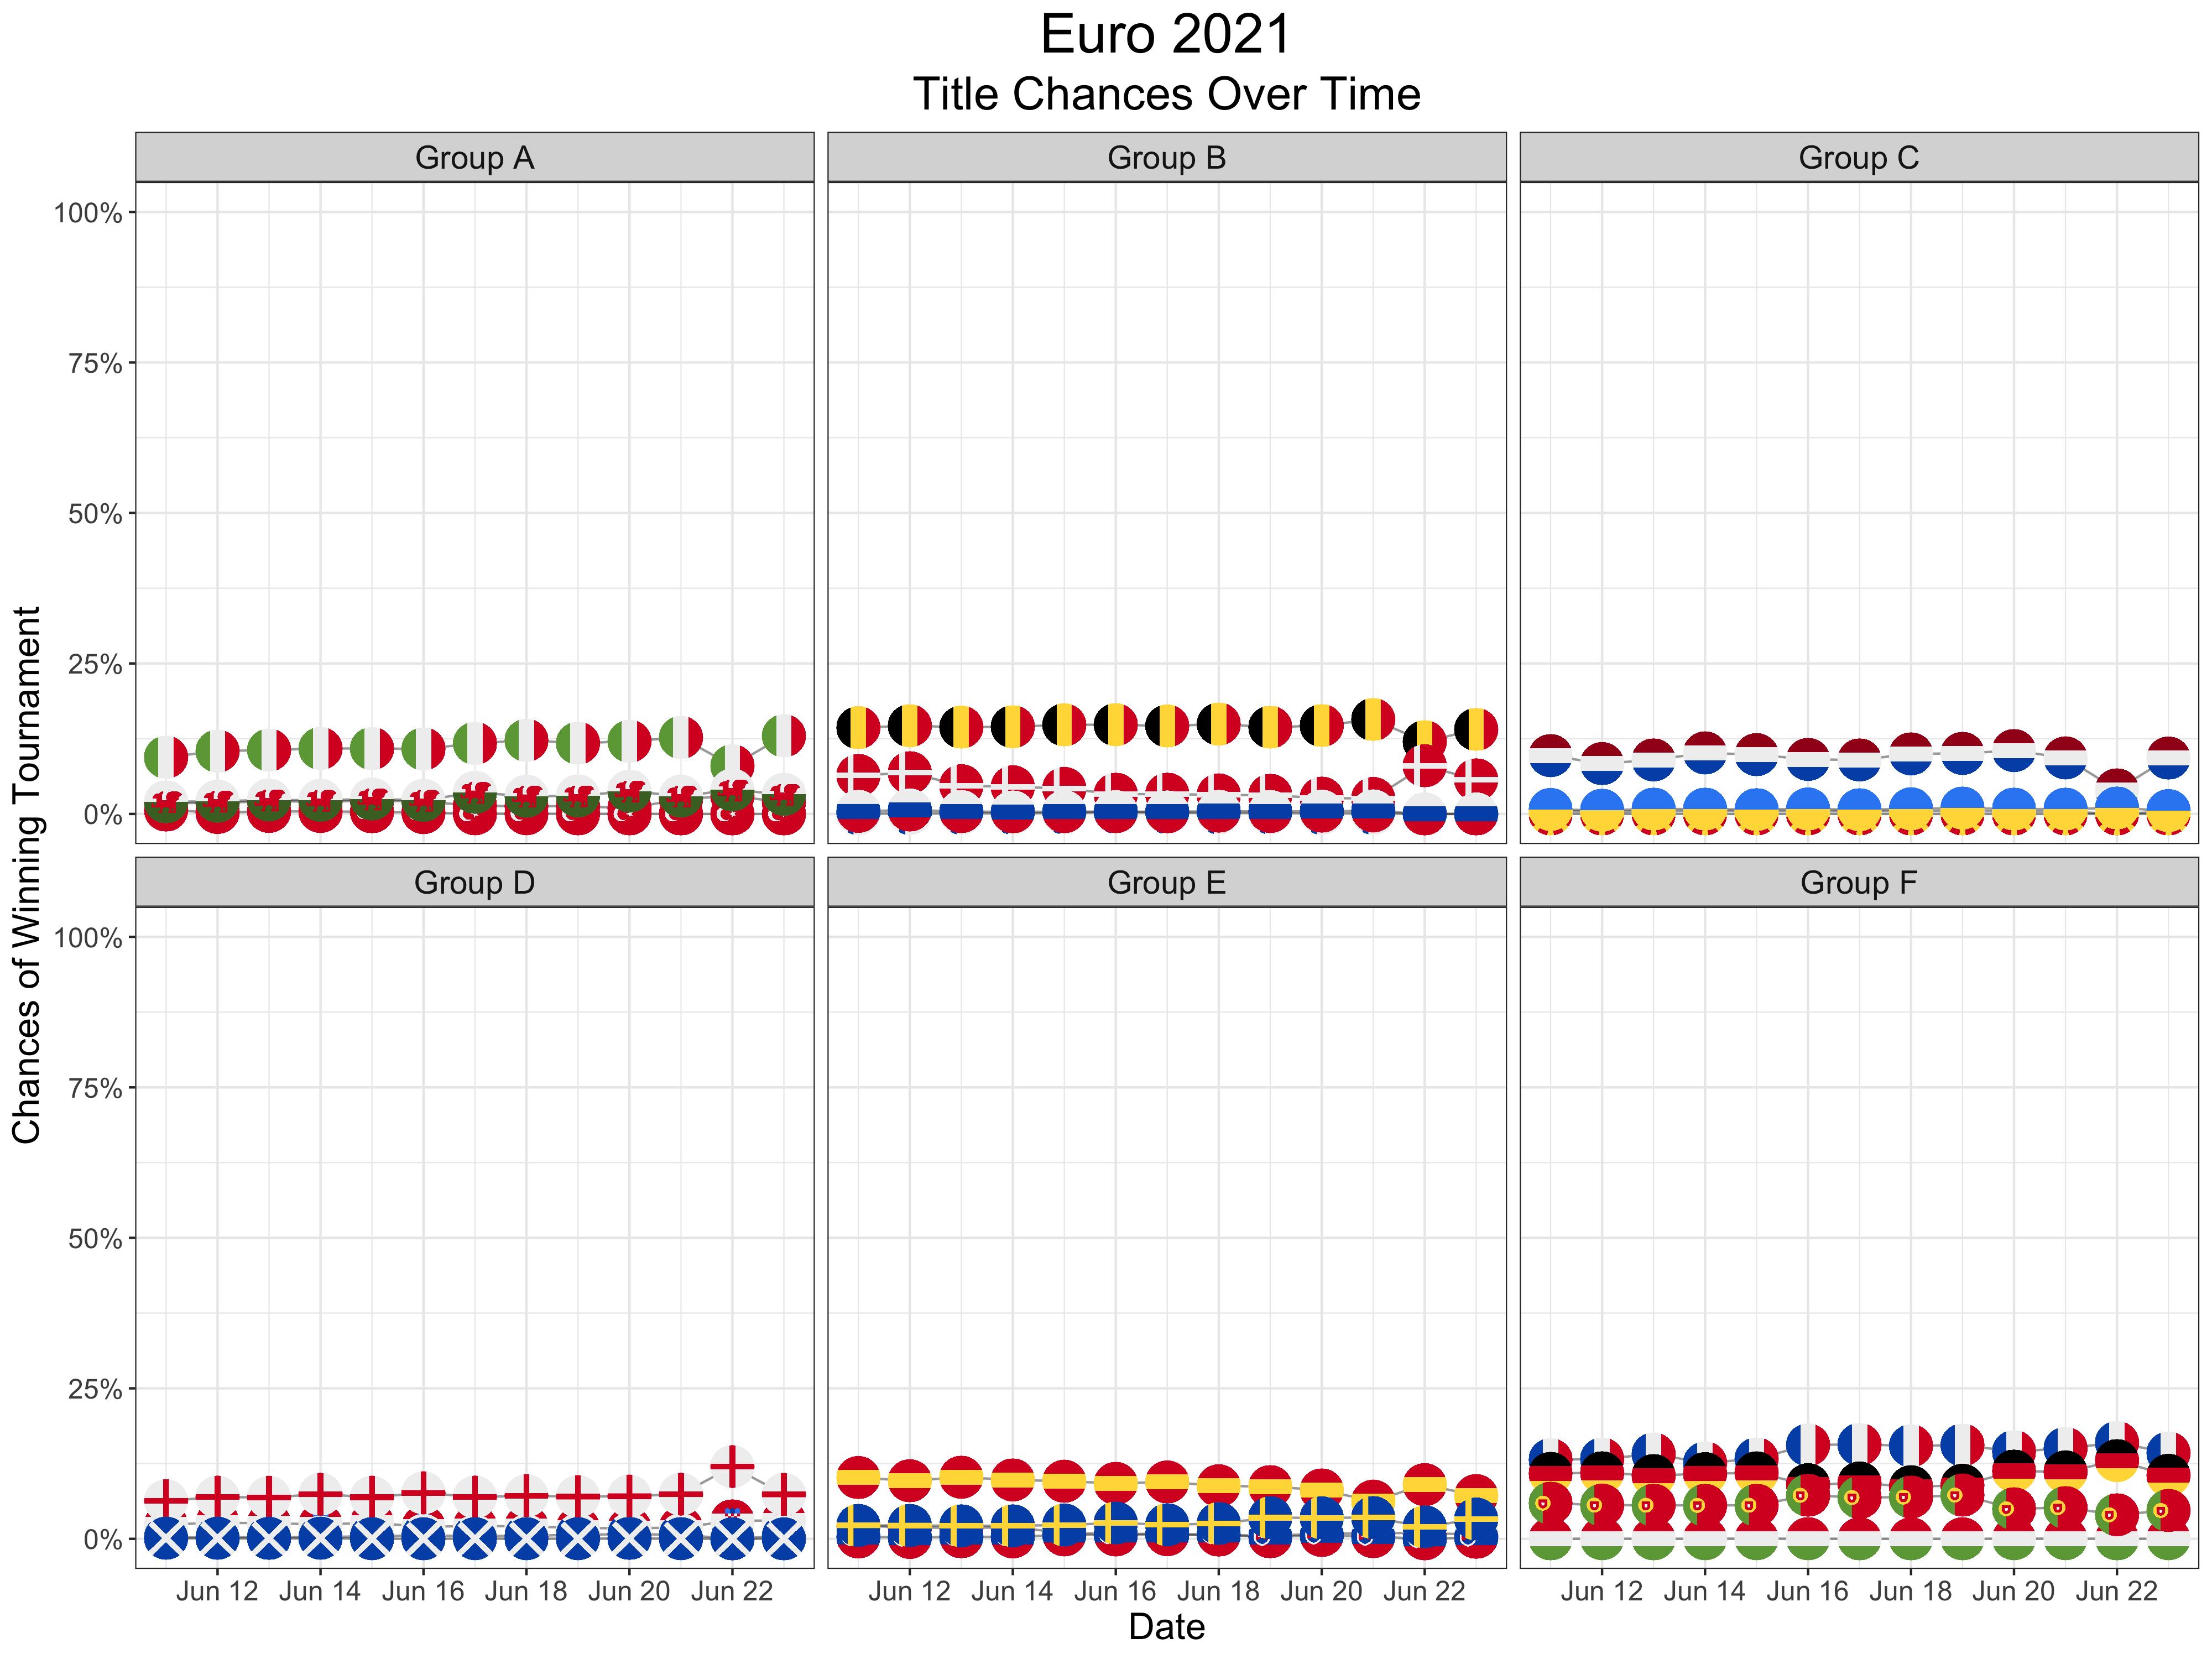 Euro 2021
Title Chances Over Time
Group A
Group B
Group C
100%
75%
50%
25%
0%
Group D
Group E
Group F
100%
75%
50%
25%
0%
Chances of Winning Tournament
Jun 12 Jun 14 Jun 16 Jun 18 Jun 20 Jun 22
Jun 12 Jun 14 Jun 16 Jun 18 Jun 20 Jun 22
Jun 12 Jun 14 Jun 16 Jun 18 Jun 20 Jun 22
Date